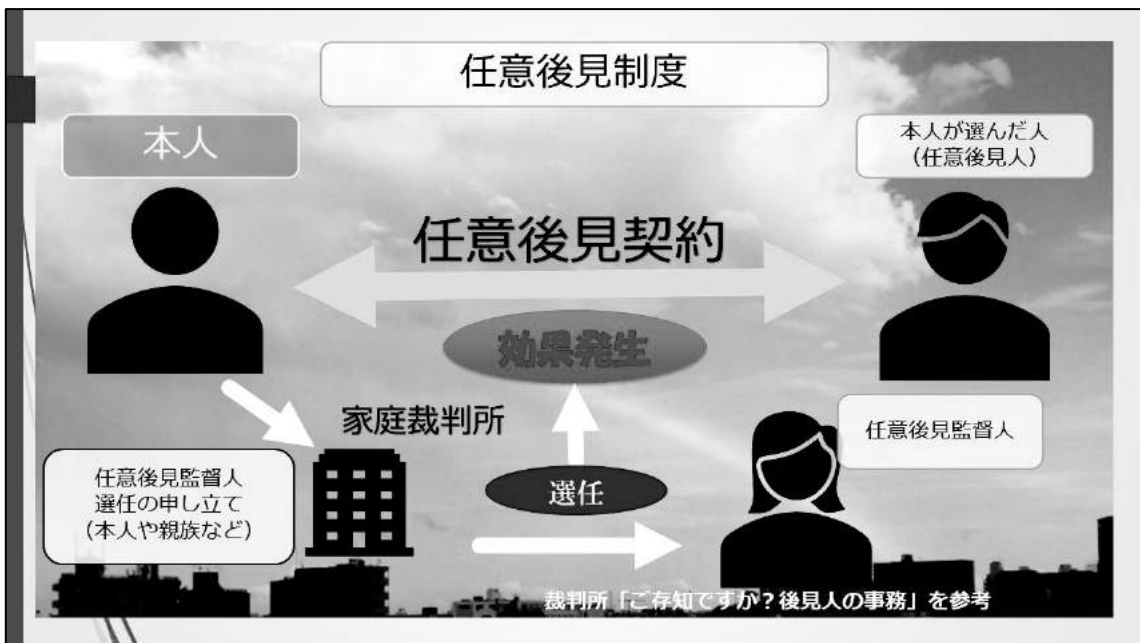 任意後見制度
本人
本人が選んだ人
（任意後見人）
任意後見契約
効果発生
家庭裁判所
任意後見監督人
任意後見監督人
選任の申し立て
（本人や親族など）
選任
裁判所「ご存知ですか？後見人の事務」を参考